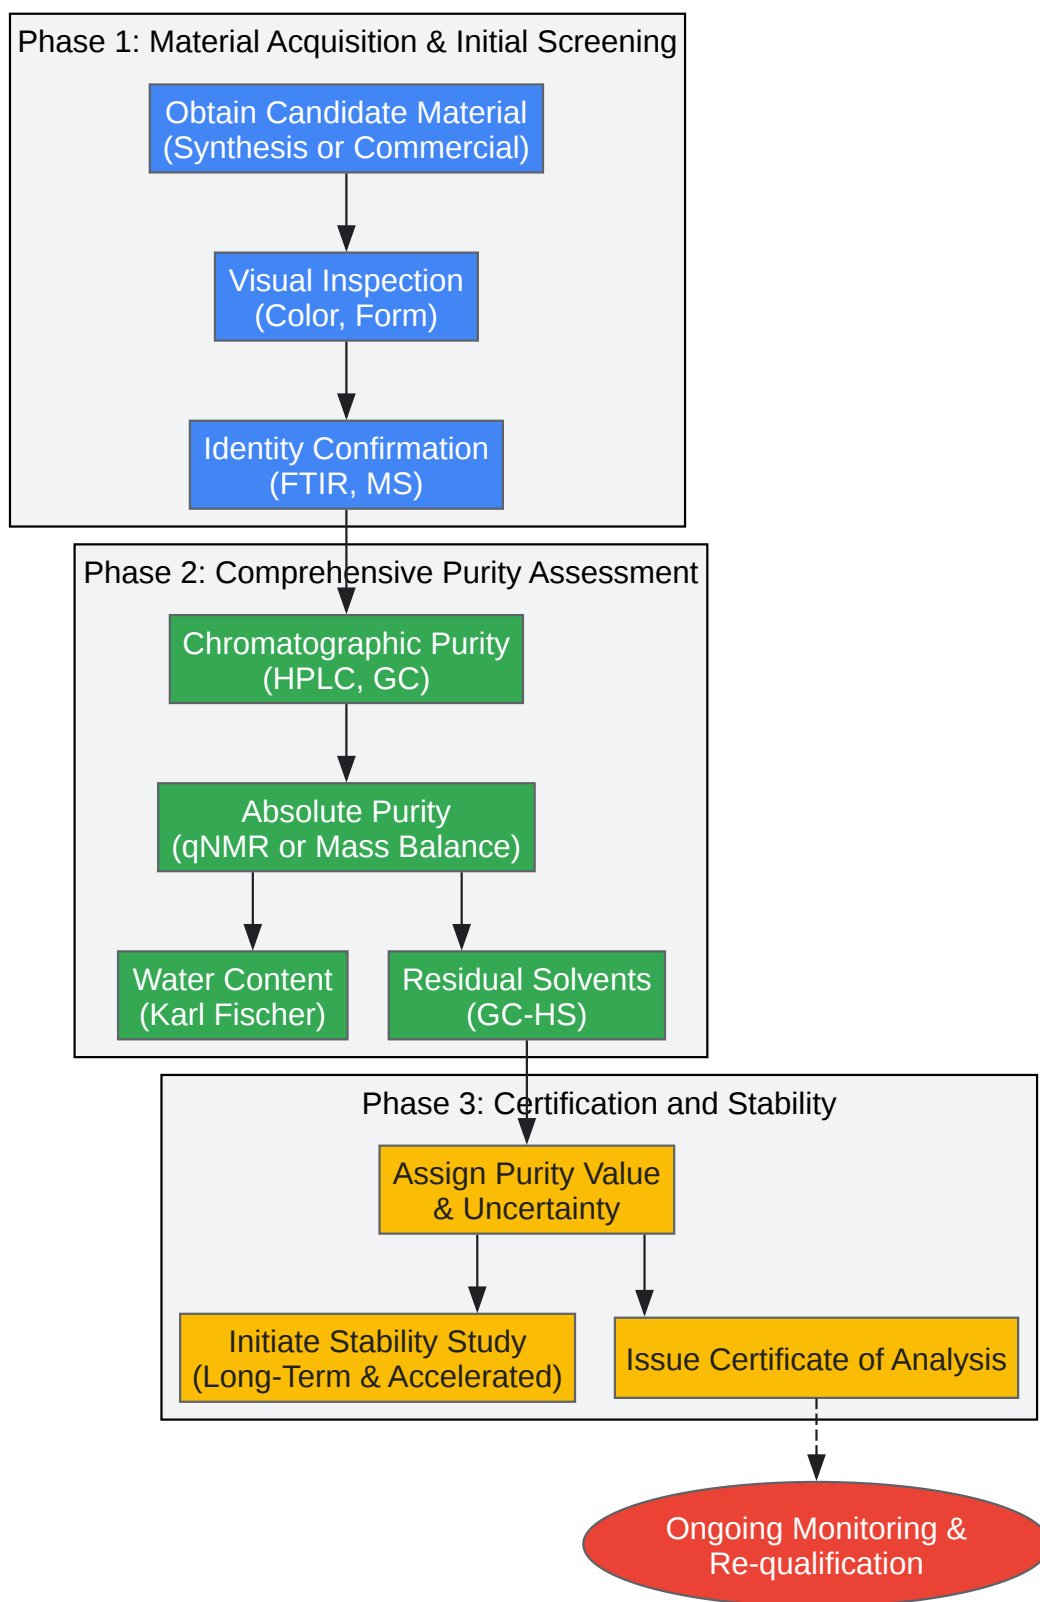 Phase 1: Material Acquisition & Initial Screening
Obtain Candidate Material
(Synthesis or Commercial)
Visual Inspection
(Color, Form)
Identity Confirmation
(FTIR, MS)
Phase 2: Comprehensive Purity Assessment
Chromatographic Purity
(HPLC, GC)
Absolute Purity
(qNMR or Mass Balance)
Water Content
(Karl Fischer)
Residual Solvents
(GC-HS)
Phase 3: Certification and Stability
Assign Purity Value
& Uncertainty
Initiate Stability Study
(Long-Term & Accelerated)
Issue Certificate of Analysis
Ongoing Monitoring &
Re-qualification